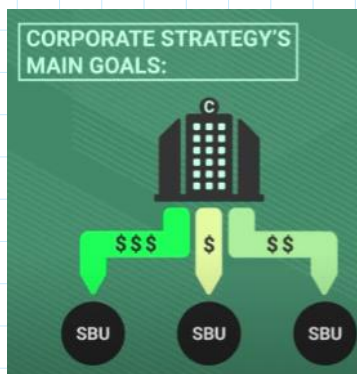 CORPORATE STRATEGY'S
MAIN GOALS:
C
$$$ $ $$
SBU SBU SBU